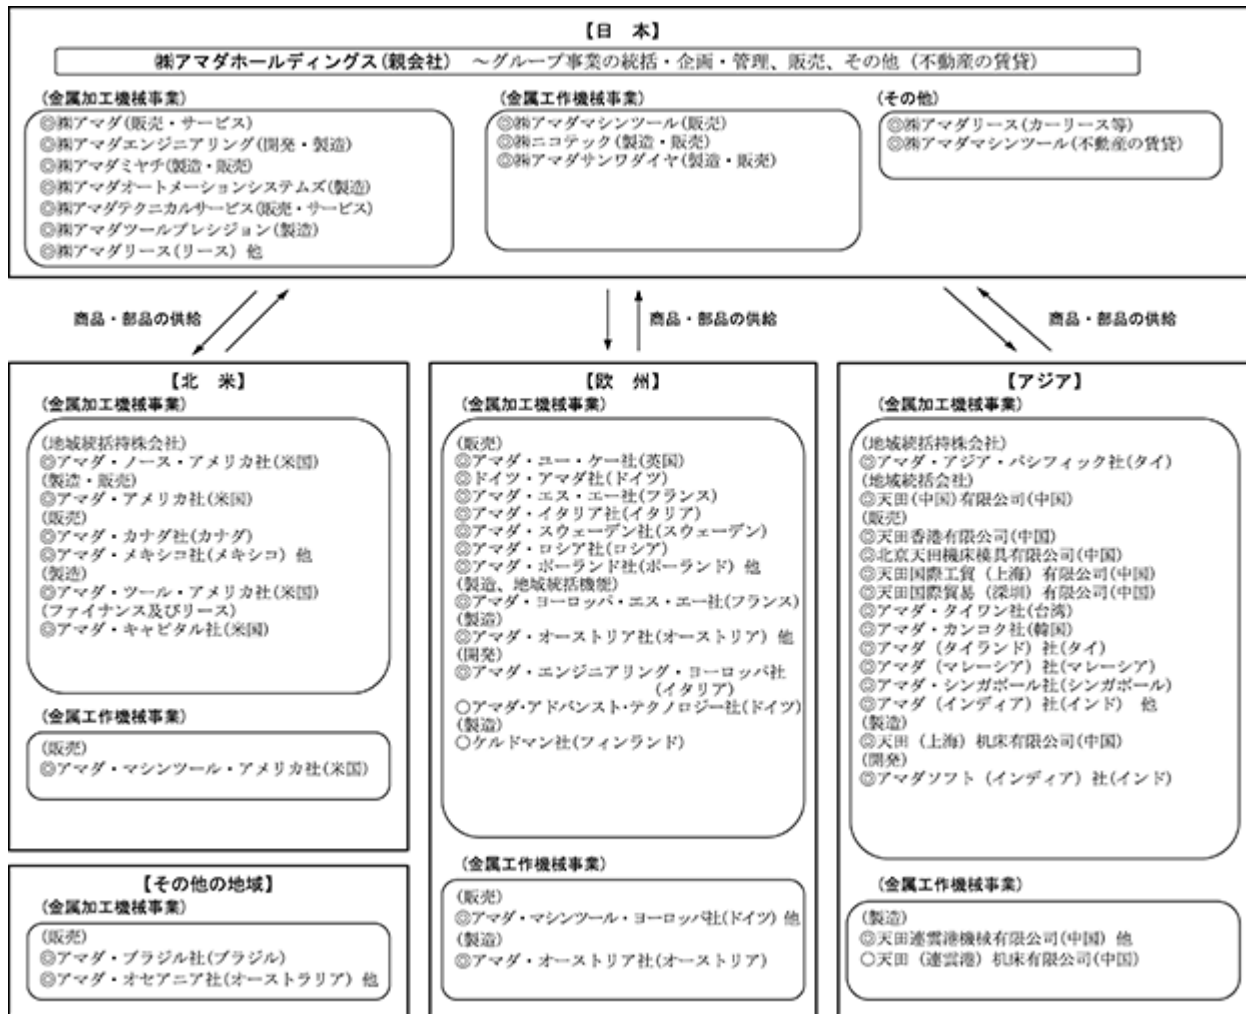 【日　本】
㈱アマダホールディングス(親会社)　～グループ事業の統括・企画・管理、販売、その他（不動産の賃貸）
(金属加工機械事業)
◎㈱アマダ(販売・サービス)
◎㈱アマダエンジニアリング(開発・製造)
◎㈱アマダミヤチ(製造・販売)
◎㈱アマダオートメーションシステムズ(製造)
◎㈱アマダテクニカルサービス(販売・サービス)
◎㈱アマダツールプレシジョン(製造)
◎㈱アマダリース(リース）他
(金属工作機械事業)
◎㈱アマダマシンツール(販売)
◎㈱ニコテック(製造・販売)
◎㈱アマダサンワダイヤ(製造・販売)
(その他)
◎㈱アマダリース(カーリース等)
◎㈱アマダマシンツール(不動産の賃貸)
商品・部品の供給
商品・部品の供給
商品・部品の供給
【北　米】
(金属加工機械事業)
(地域統括持株会社)
◎アマダ・ノース・アメリカ社(米国)
(製造・販売)
◎アマダ・アメリカ社(米国)
(販売)
◎アマダ・カナダ社(カナダ)
◎アマダ・メキシコ社(メキシコ）他
(製造)
◎アマダ・ツール・アメリカ社(米国)
(ファイナンス及びリース)
◎アマダ・キャピタル社(米国)
(金属工作機械事業)
(販売)
◎アマダ・マシンツール・アメリカ社(米国)
【その他の地域】
(金属加工機械事業)
(販売)
◎アマダ・ブラジル社(ブラジル)
◎アマダ・オセアニア社(オーストラリア）他
【欧　州】
(金属加工機械事業)
(販売)
◎アマダ・ユー・ケー社(英国)
◎ドイツ・アマダ社(ドイツ)
◎アマダ・エス・エー社(フランス)
◎アマダ・イタリア社(イタリア)
◎アマダ・スウェーデン社(スウェーデン)
◎アマダ・ロシア社(ロシア)
◎アマダ・ポーランド社(ポーランド）他
(製造、地域統括機能)
◎アマダ・ヨーロッパ・エス・エー社(フランス)
(製造)
◎アマダ・オーストリア社(オーストリア）他
(開発)
◎アマダ・エンジニアリング・ヨーロッパ社
(イタリア)
○アマダ・アドバンスト・テクノロジー社(ドイツ)
(製造)
○ケルドマン社(フィンランド)
(金属工作機械事業)
(販売)
◎アマダ・マシンツール・ヨーロッパ社(ドイツ）他
(製造)
◎アマダ・オーストリア社(オーストリア)
【アジア】
(金属加工機械事業)
(地域統括持株会社)
◎アマダ・アジア・パシフィック社(タイ)
(地域統括会社)
◎天田(中国)有限公司(中国)
(販売)
◎天田香港有限公司(中国)
◎北京天田機床模具有限公司(中国)
◎天田国際工貿（上海）有限公司(中国)
◎天田国際貿易（深圳）有限公司(中国)
◎アマダ・タイワン社(台湾)
◎アマダ・カンコク社(韓国)
◎アマダ（タイランド）社(タイ)
◎アマダ（マレーシア）社(マレーシア)
◎アマダ・シンガポール社(シンガポール)
◎アマダ（インディア）社(インド）　他
(製造)
◎天田（上海）机床有限公司(中国)
(開発)
◎アマダソフト（インディア）社(インド)
(金属工作機械事業)
(製造)
◎天田連雲港機械有限公司(中国）他
○天田（連雲港）机床有限公司(中国)